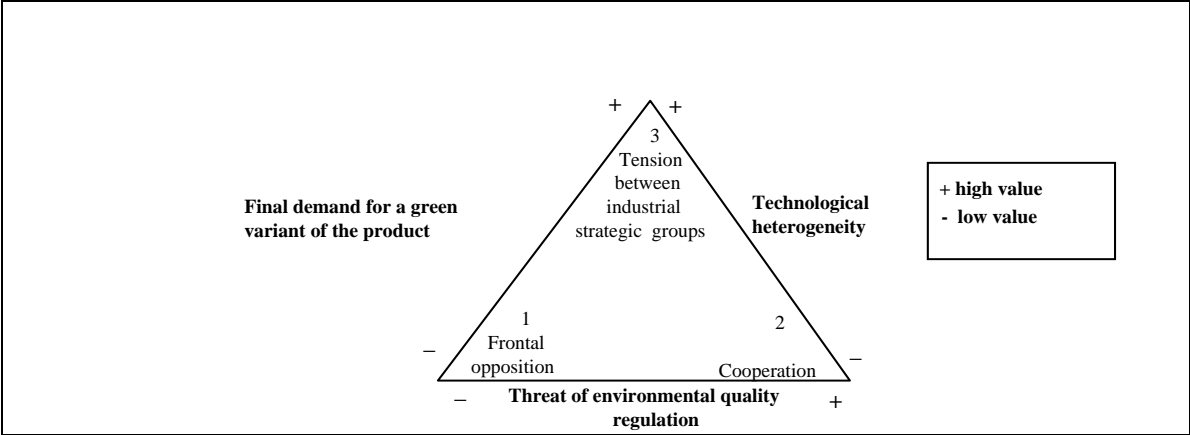 + +
3
Tension
between
industrial
strategic groups
Final demand for a green
variant of the product
Technological
heterogeneity
+ high value
- low value
1
Frontal
opposition
2
Cooperation
–
–
–
+
Threat of environmental quality
regulation